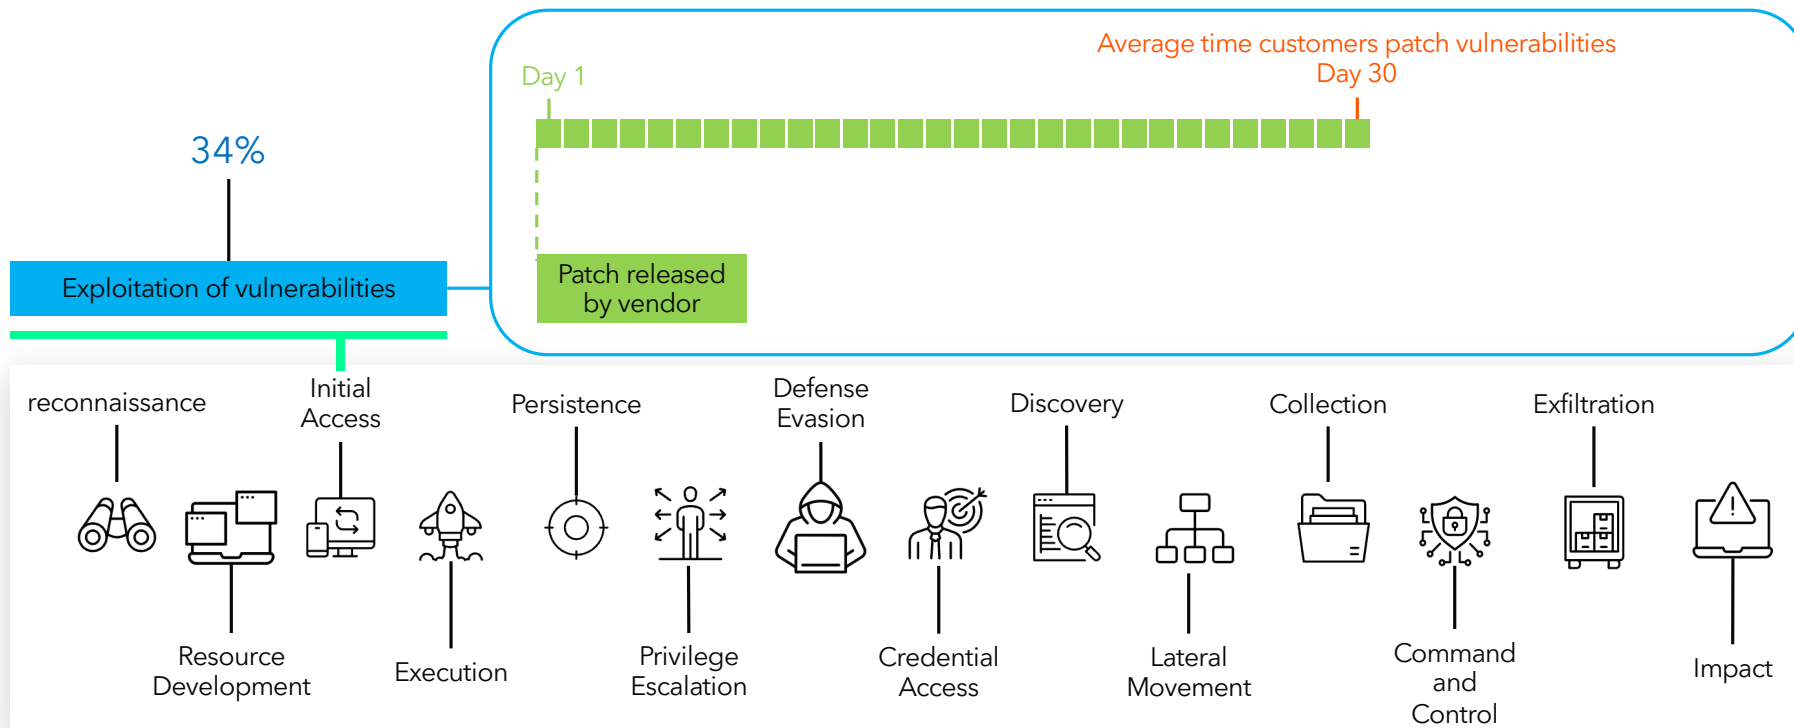 Average time customers patch vulnerabilities
Day 30
Day 1
34%
Exploitation of vulnerabilities
Patch released
by vendor
reconnaissance
Initial
Access
Persistence
Defense
Evasion
Discovery
Collection
Exfiltration
Resource
Development
Execution
Privilege
Escalation
Credential
Access
Lateral
Movement
Command
and
Control
Impact